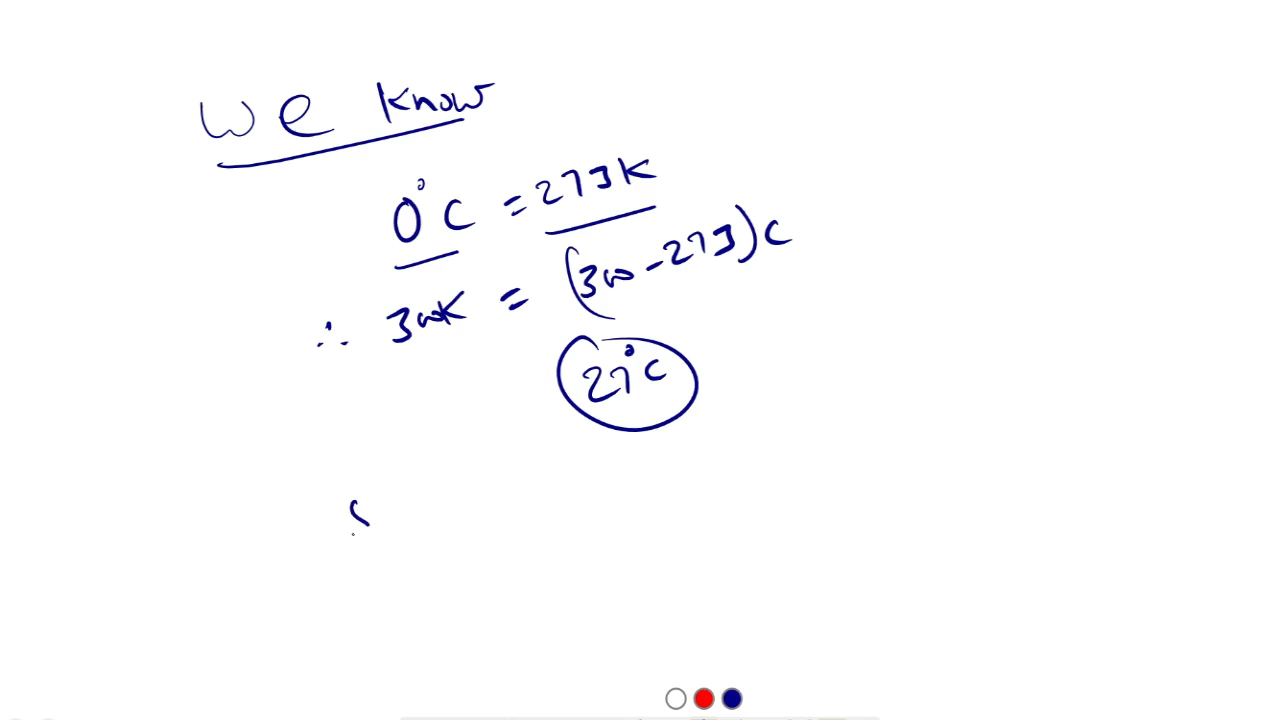 We know
0°C = 273K
∴ 300K = (300-273)C
27°C